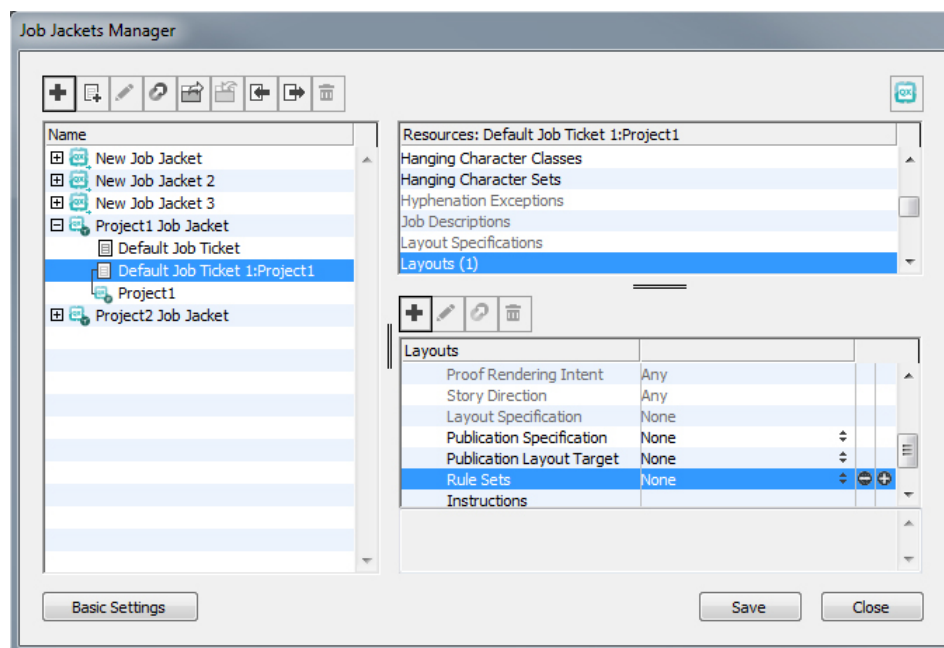 Job Jackets Manager
Name
New Job Jacket
New Job Jacket 2
New Job Jacket 3
Project1 Job Jacket
Default Job Ticket
Default Job Ticket 1:Project1
Project1
Project2 Job Jacket
Resources: Default Job Ticket 1:Project1
Hanging Character Classes
Hanging Character Sets
Hyphenation Exceptions
Job Descriptions
Layout Specifications
Layouts (1)
Layouts
Proof Rendering Intent Any
Story Direction Any
Layout Specification None
Publication Specification None
Publication Layout Target None
Rule Sets None
Instructions
Basic Settings Save Close